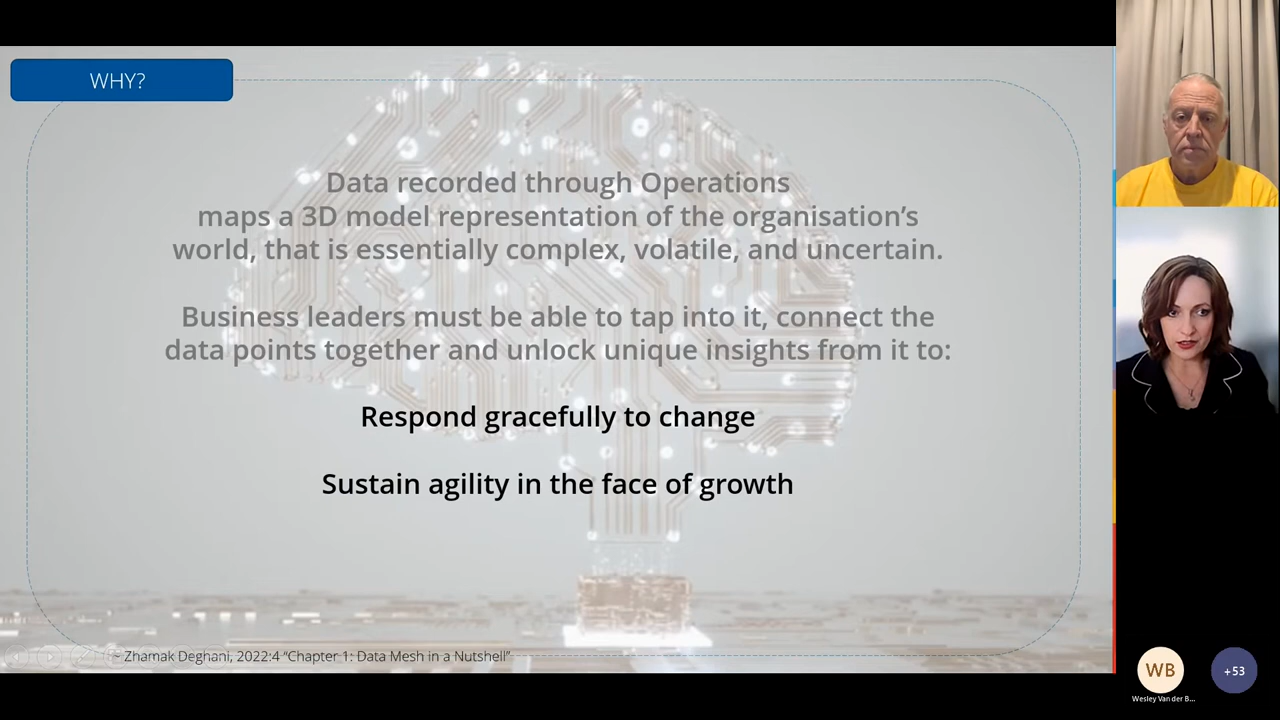 WHY?
Data recorded through Operations
maps a 3D model representation of the organisation's
world, that is essentially complex, volatile, and uncertain.
Business leaders must be able to tap into it, connect the
data points together and unlock unique insights from it to:
Respond gracefully to change
Sustain agility in the face of growth
~ Zhamak Deghani, 2022:4 “Chapter 1: Data Mesh in a Nutshell”
WB
+53
Wesley Van der B...